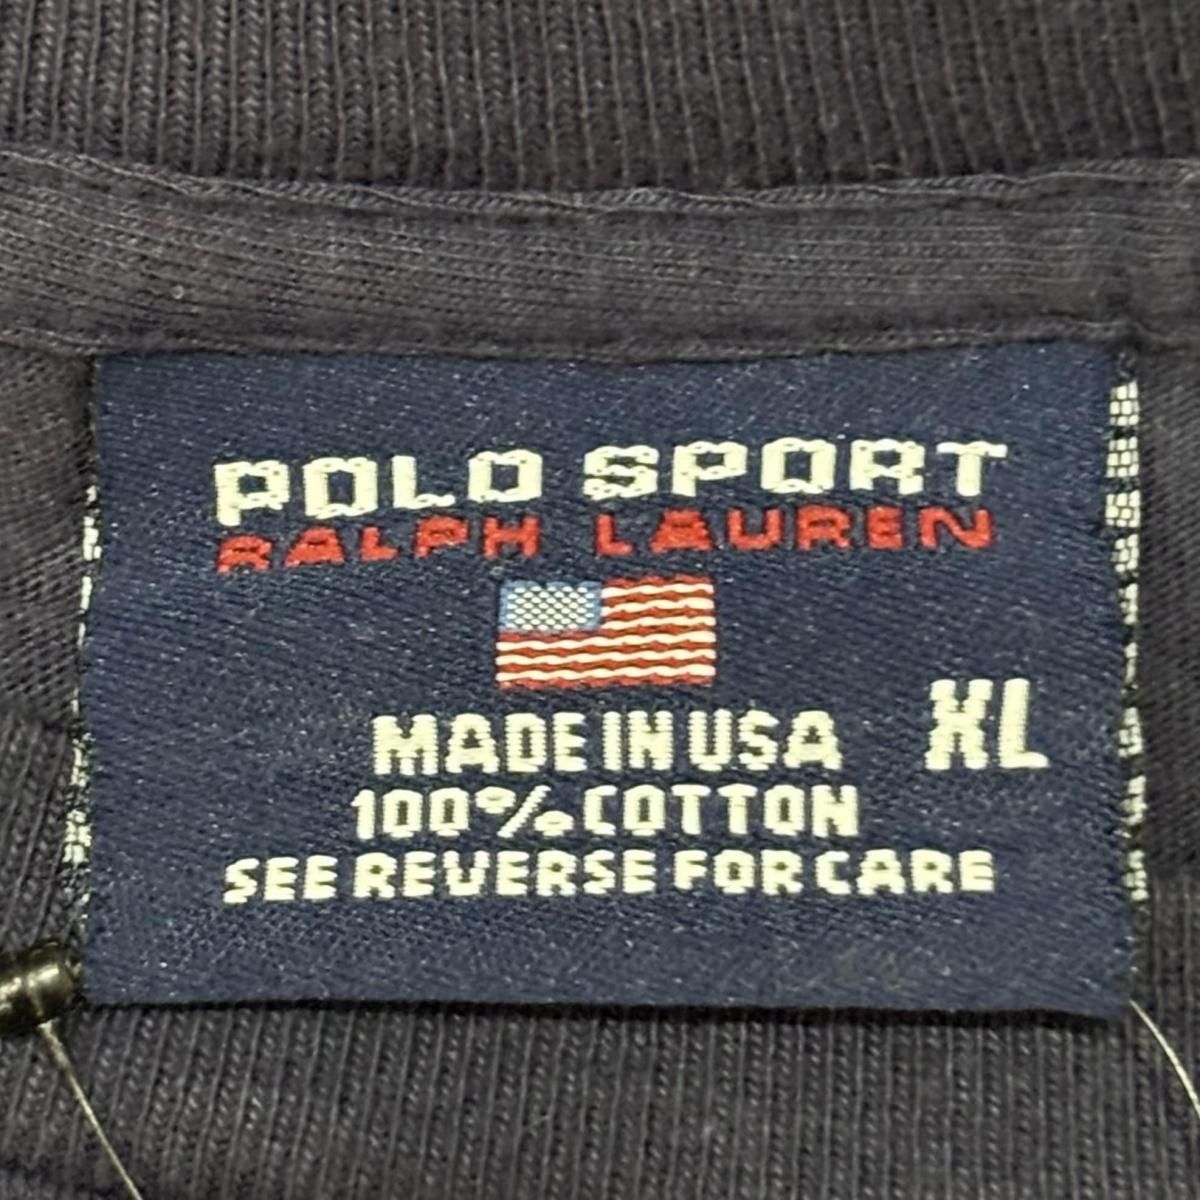 POLO SPORT
RALPH LAUREN
MADE IN USA XL
100% COTTON
SEE REVERSE FOR CARE